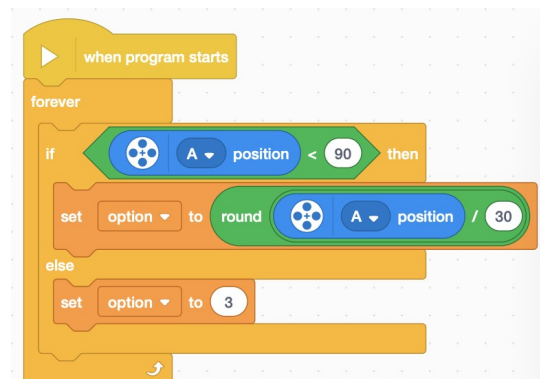 when program starts
forever
if A position < 90 then
set option to round A position / 30
else
set option to 3